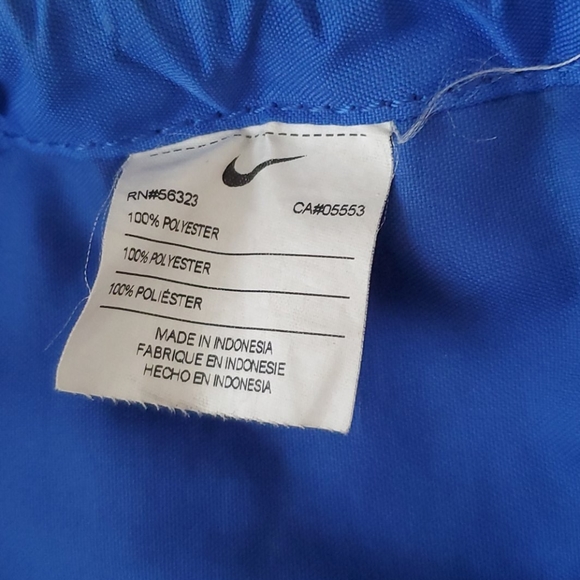 RN#56323 CA#05553
100% POLYESTER
100% POLYESTER
100% POLIÉSTER
MADE IN INDONESIA
FABRIQUE EN INDONESIE
HECHO EN INDONESIA